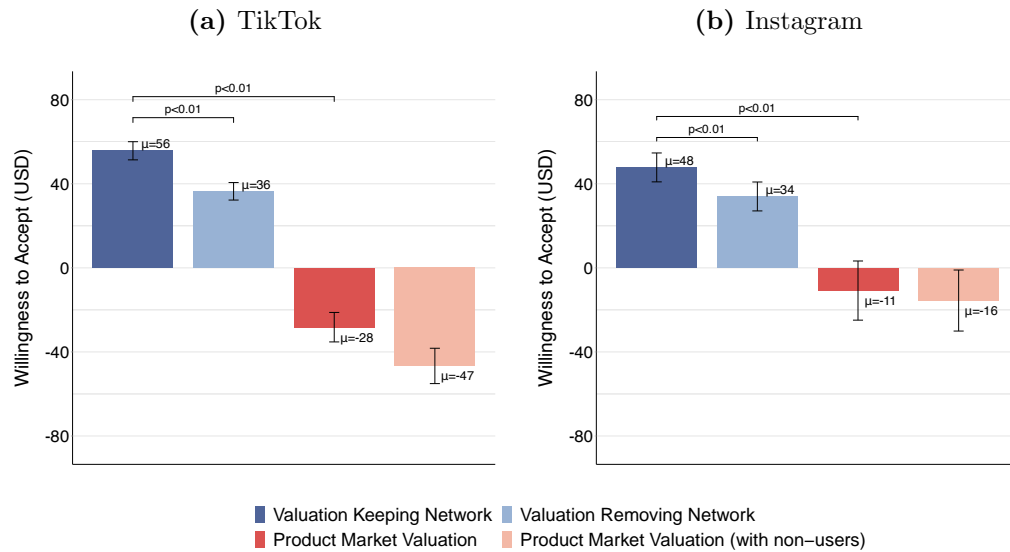 (a) TikTok
(b) Instagram
Willingness to Accept (USD)
80
40
0
-40
-80
p<0.01
p<0.01
μ=56
μ=36
μ=-28
μ=-47
Willingness to Accept (USD)
80
40
0
-40
-80
p<0.01
p<0.01
μ=48
μ=34
μ=-11
μ=-16
Valuation Keeping Network
Valuation Removing Network
Product Market Valuation
Product Market Valuation (with non−users)